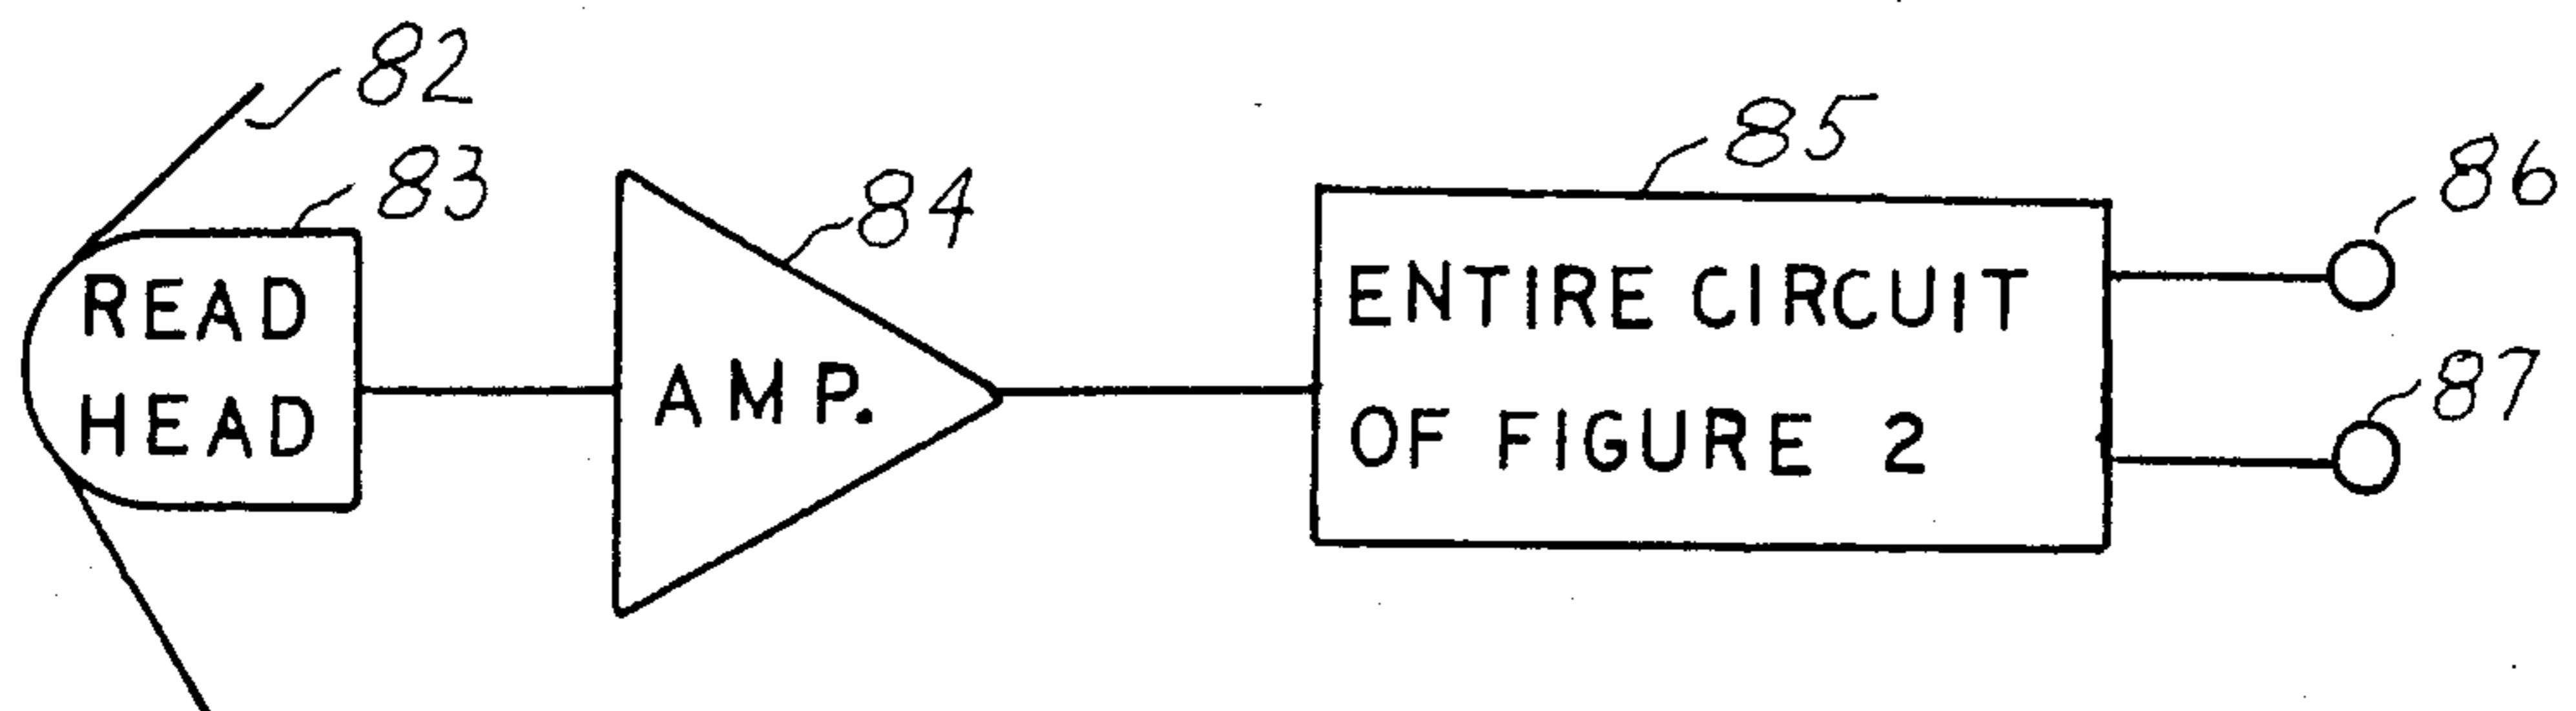 82
83
READ
HEAD
84
AMP.
85
ENTIRE CIRCUIT
OF FIGURE 2
86
87